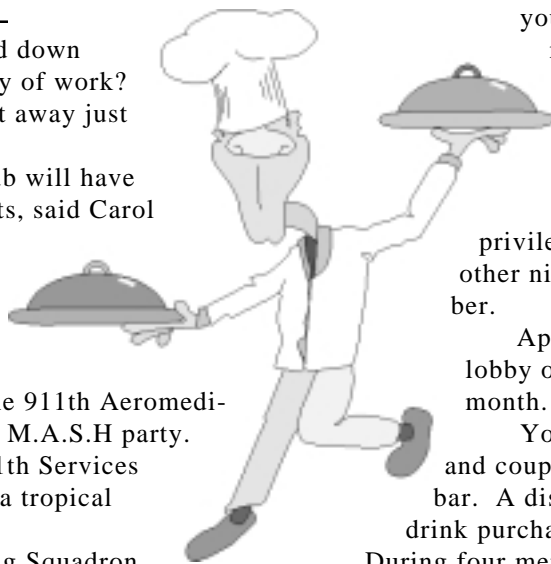 d down
y of work?
t away just
b will have
ts, said Carol
e 911th Aeromedi-
M.A.S.H party.
1th Services
a tropical
g Squadron
you
privile
other ni
ber.
Ap
lobby o
month.
Yo
and coup
bar. A dis
drink purcha
During four me